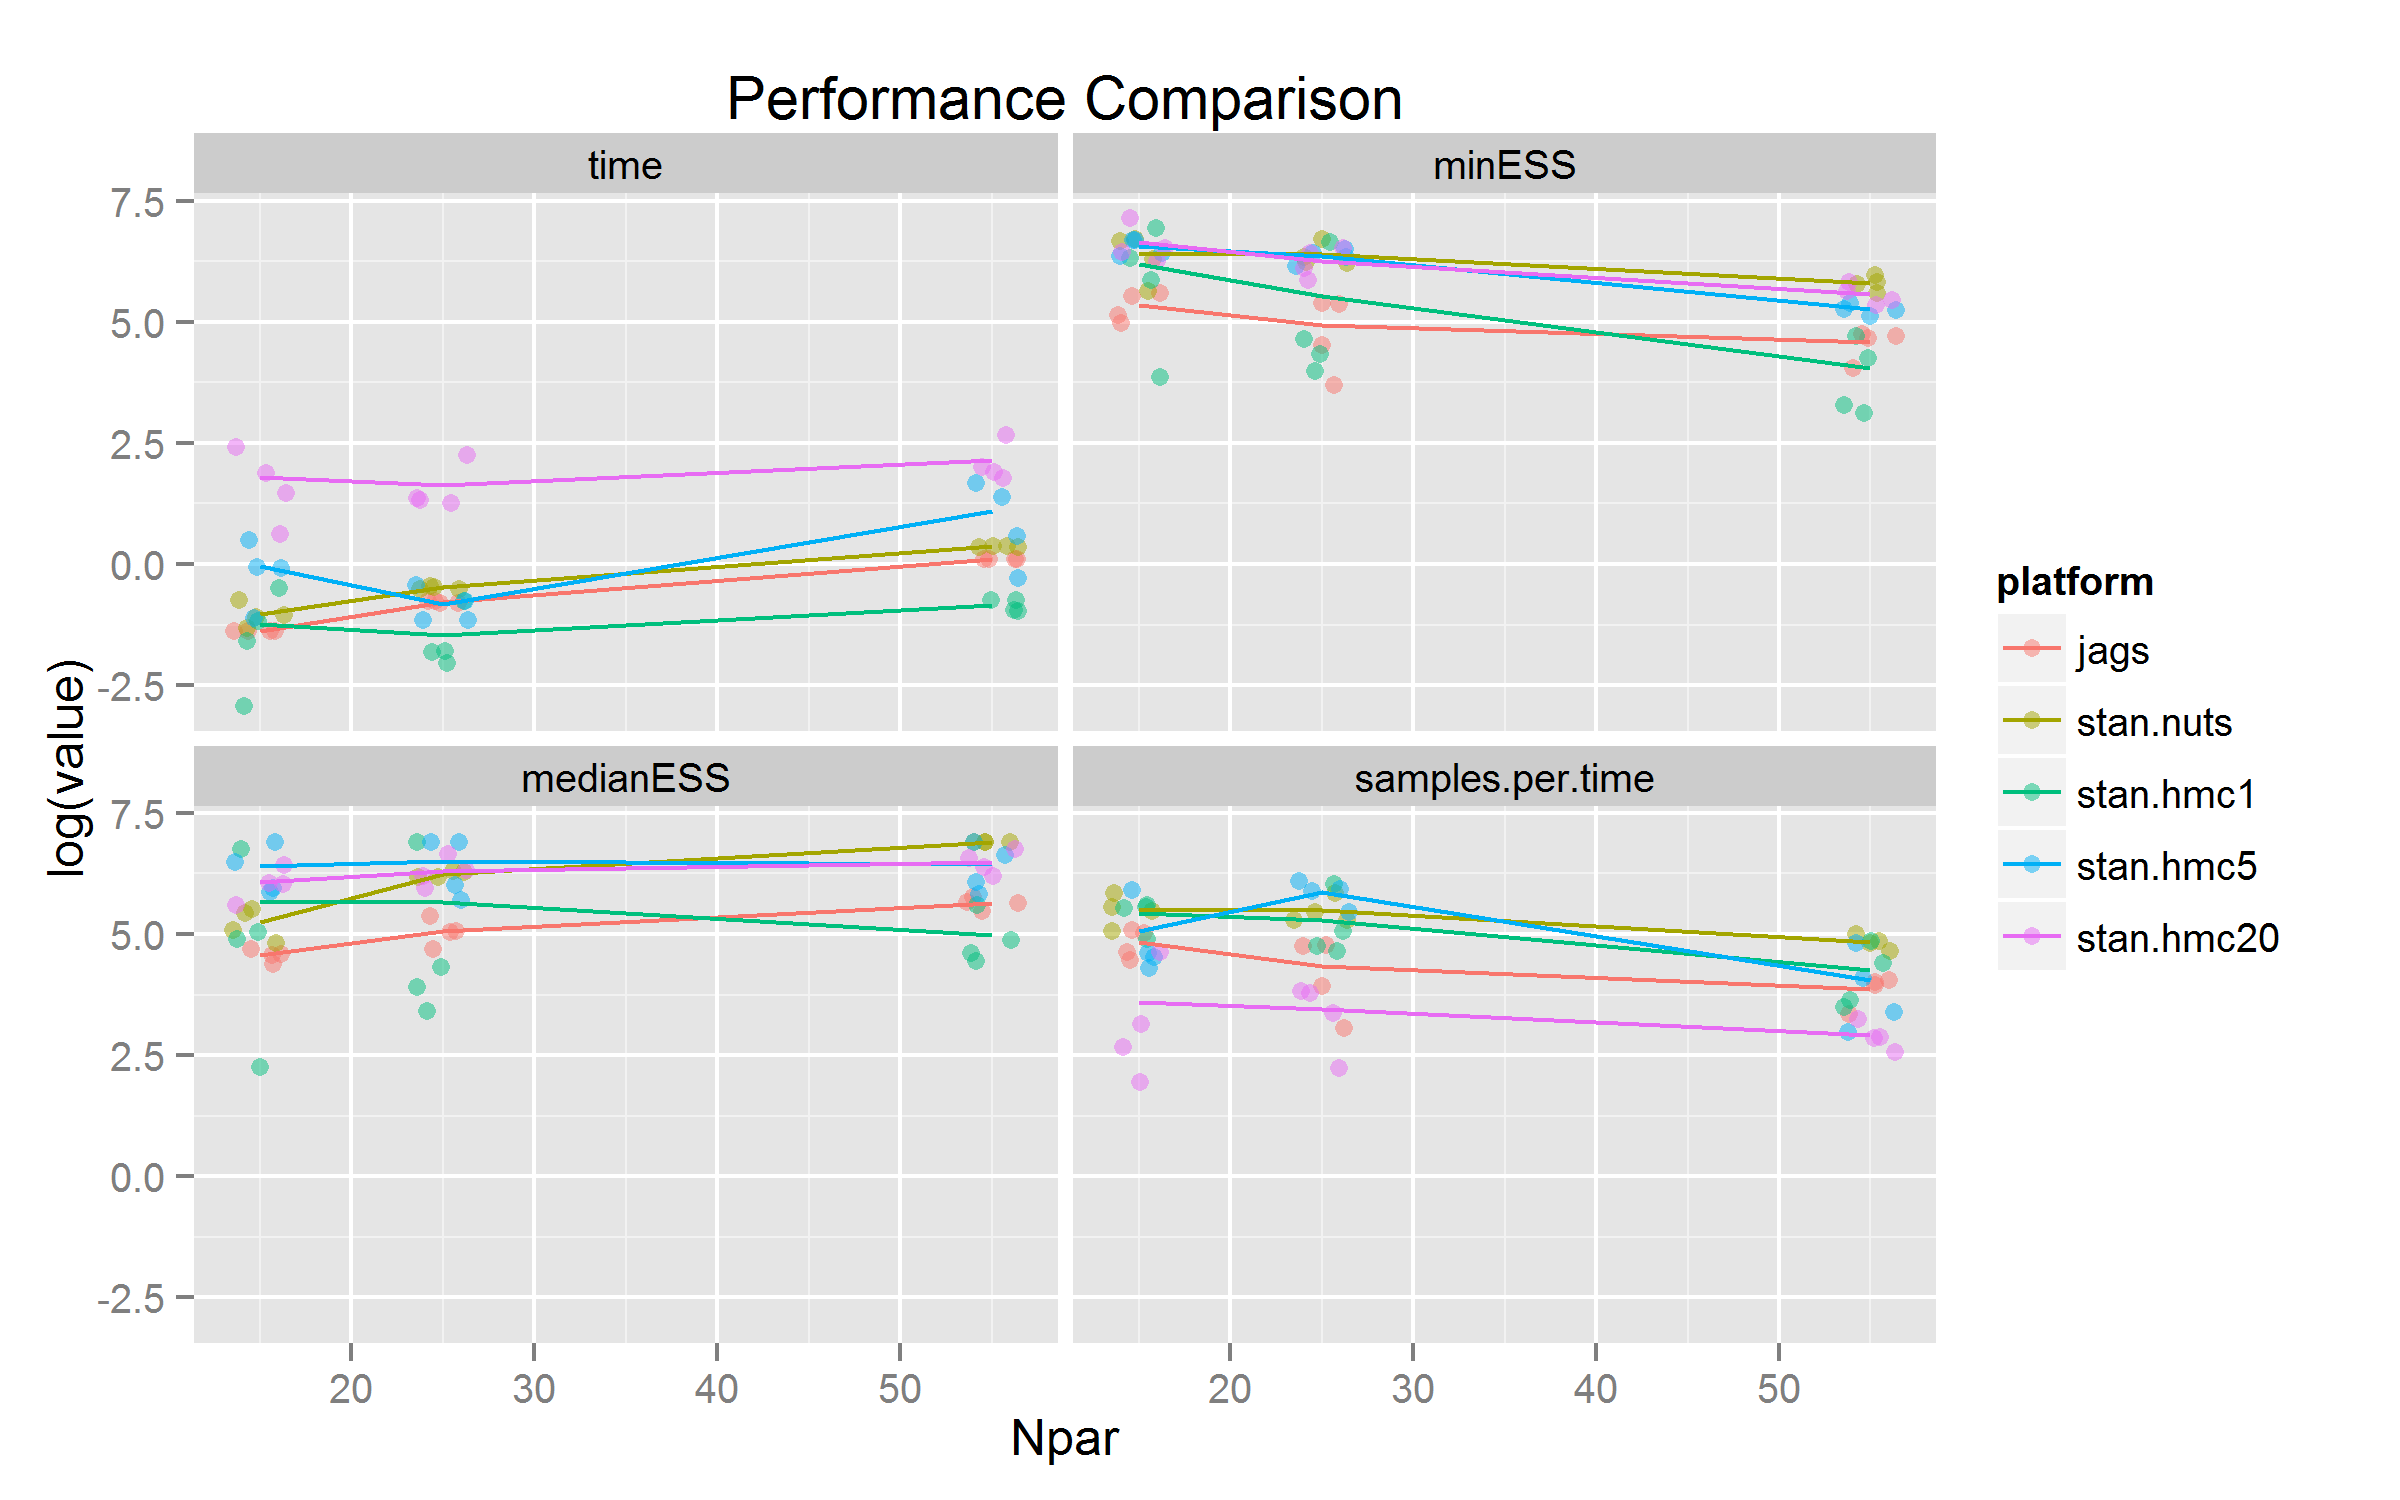 Performance Comparison
time
minESS
7.5
5.0
2.5
0.0
-2.5
medianESS
samples.per.time
7.5
5.0
2.5
0.0
-2.5
log(value)
20
30
40
50
20
30
40
50
Npar
platform
jags
stan.nuts
stan.hmc1
stan.hmc5
stan.hmc20